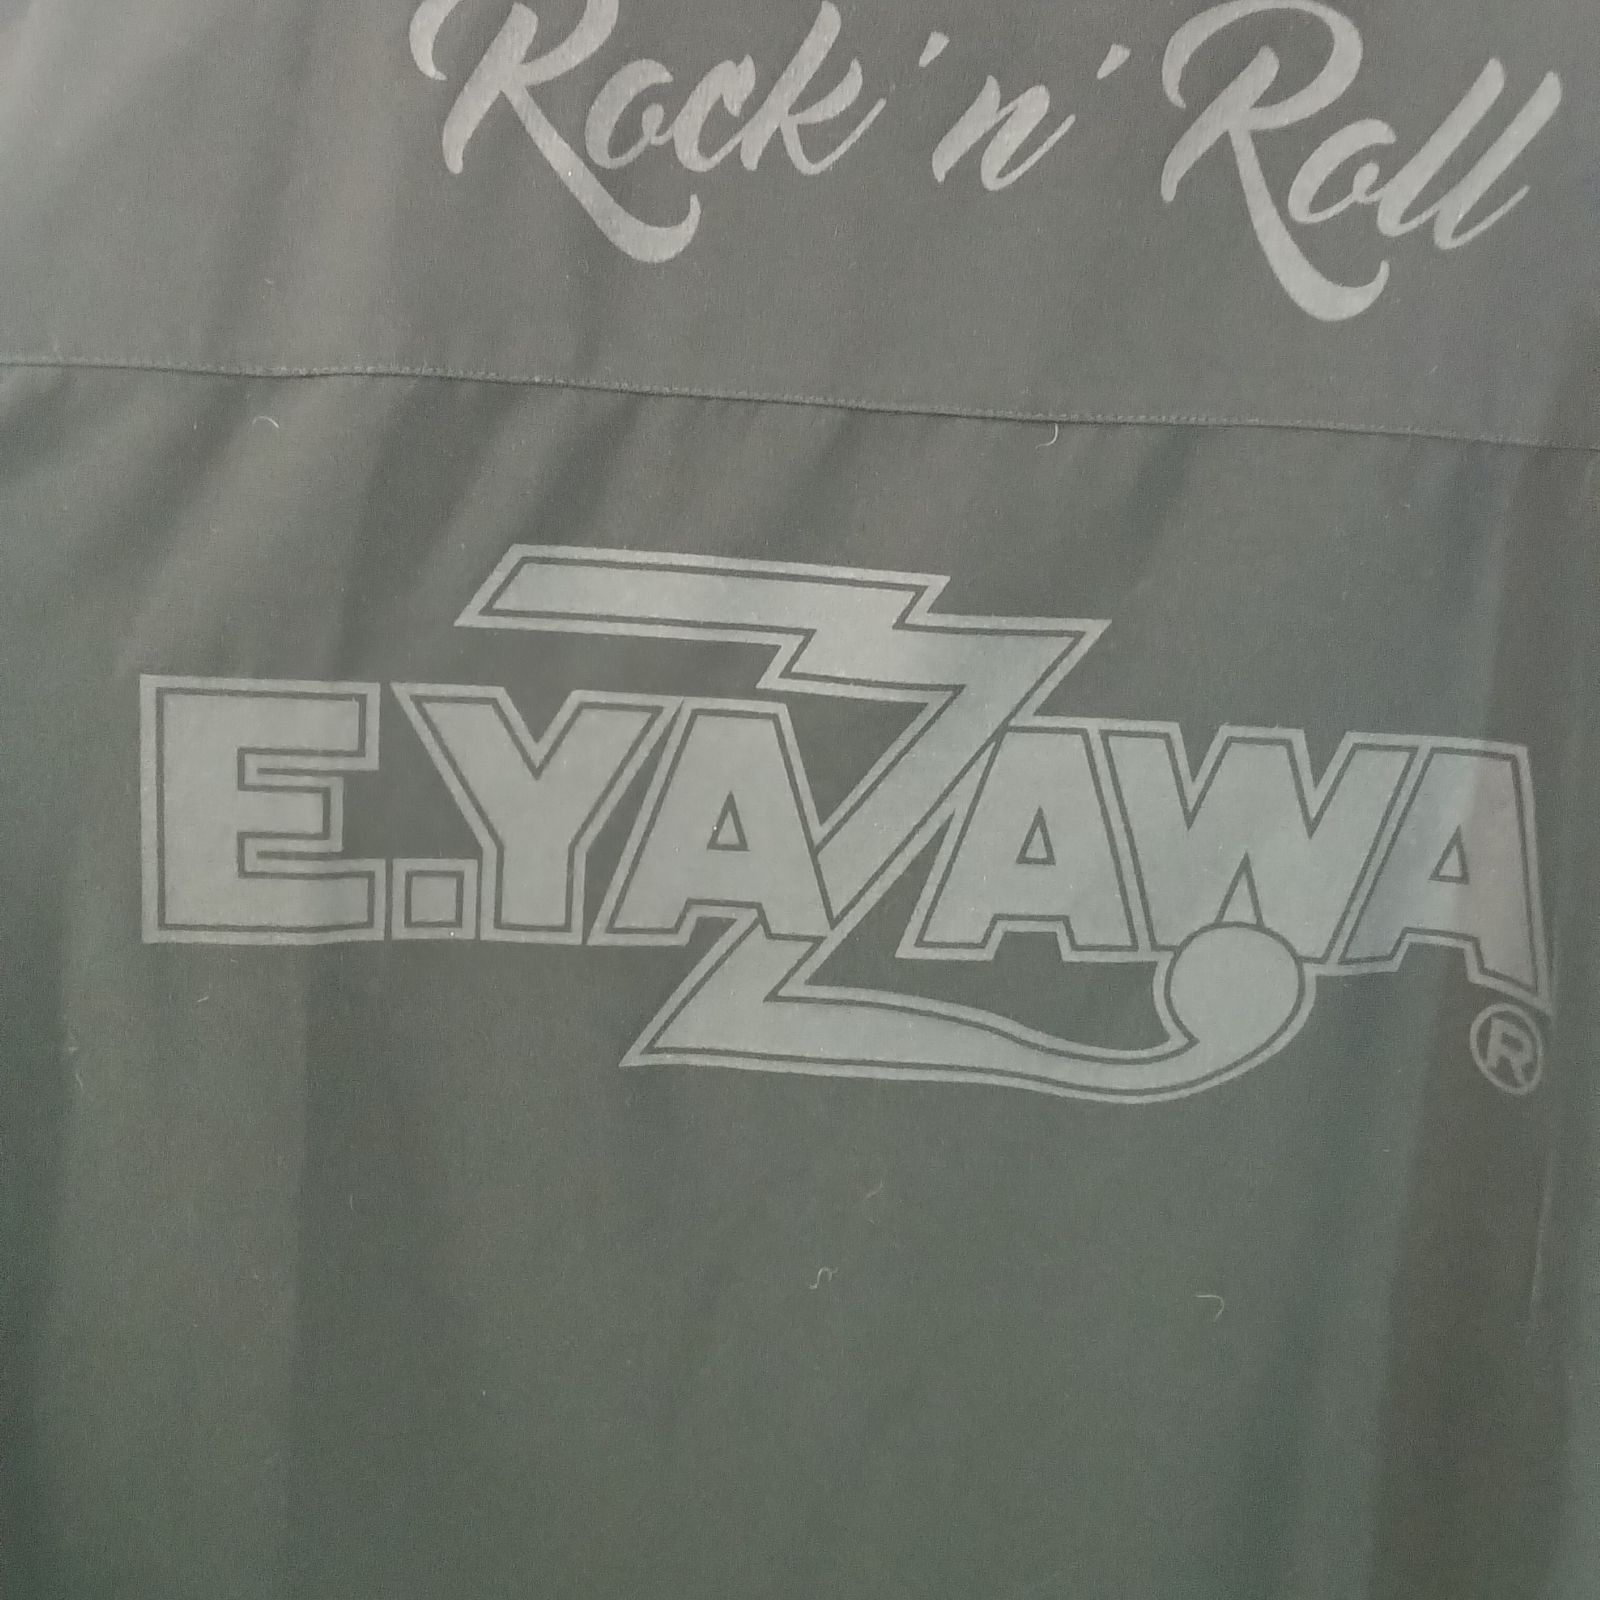 Rock 'n' Roll
E.YAZAWA
®